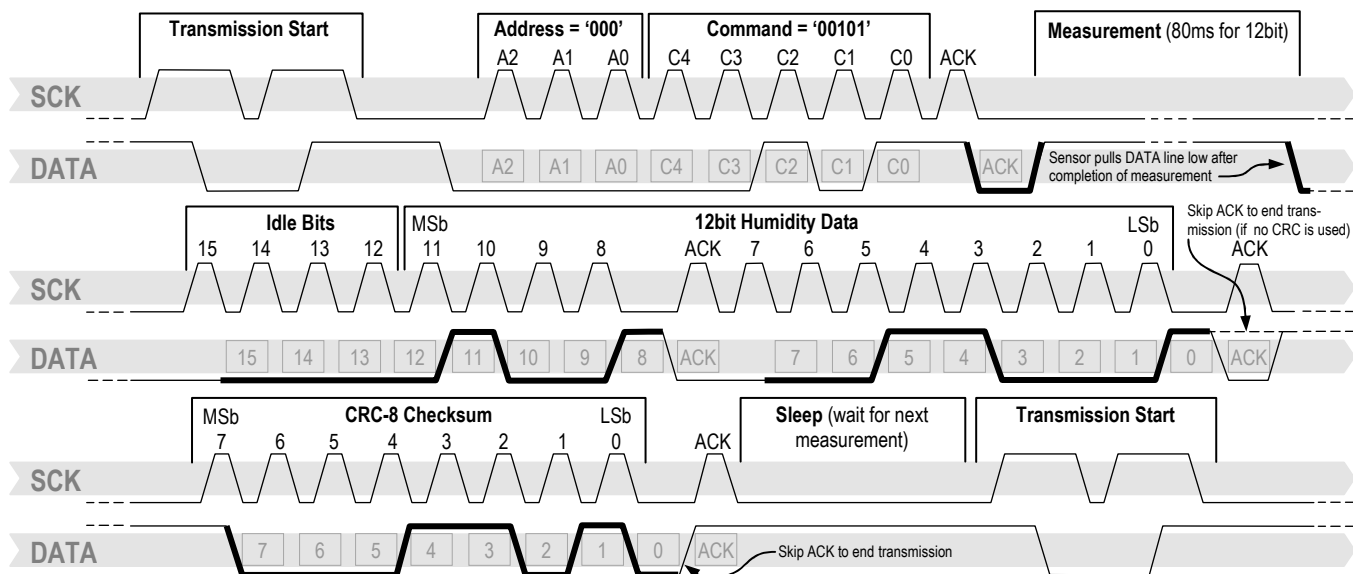 Transmission Start Address = '000' Command = '00101' Measurement (80ms for 12bit)
A2 A1 A0 C4 C3 C2 C1 C0 ACK
SCK
DATA A2 A1 A0 C4 C3 C2 C1 C0 ACK
Sensor pulls DATA line low after
completion of measurement
Idle Bits MSb 12bit Humidity Data LSb
Skip ACK to end trans-
mission (if no CRC is used)
15 14 13 12 11 10 9 8 ACK 7 6 5 4 3 2 1 0 ACK
SCK
DATA 15 14 13 12 11 10 9 8 ACK 7 6 5 4 3 2 1 0 ACK
MSb CRC-8 Checksum LSb Sleep (wait for next
measurement)
Transmission Start
7 6 5 4 3 2 1 0 ACK
SCK
DATA 7 6 5 4 3 2 1 0 ACK
Skip ACK to end transmission